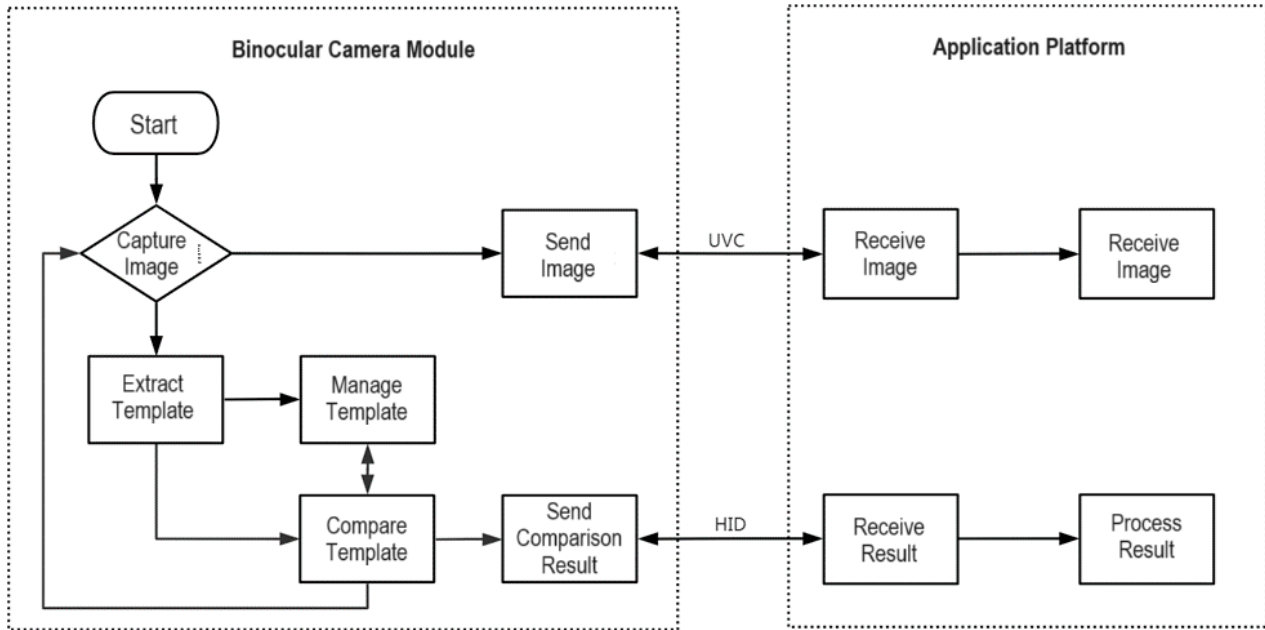 Binocular Camera Module
Application Platform
Start
Capture
Image
Send
Image
UVC
Receive
Image
Receive
Image
Extract
Template
Manage
Template
Compare
Template
Send
Comparison
Result
HID
Receive
Result
Process
Result